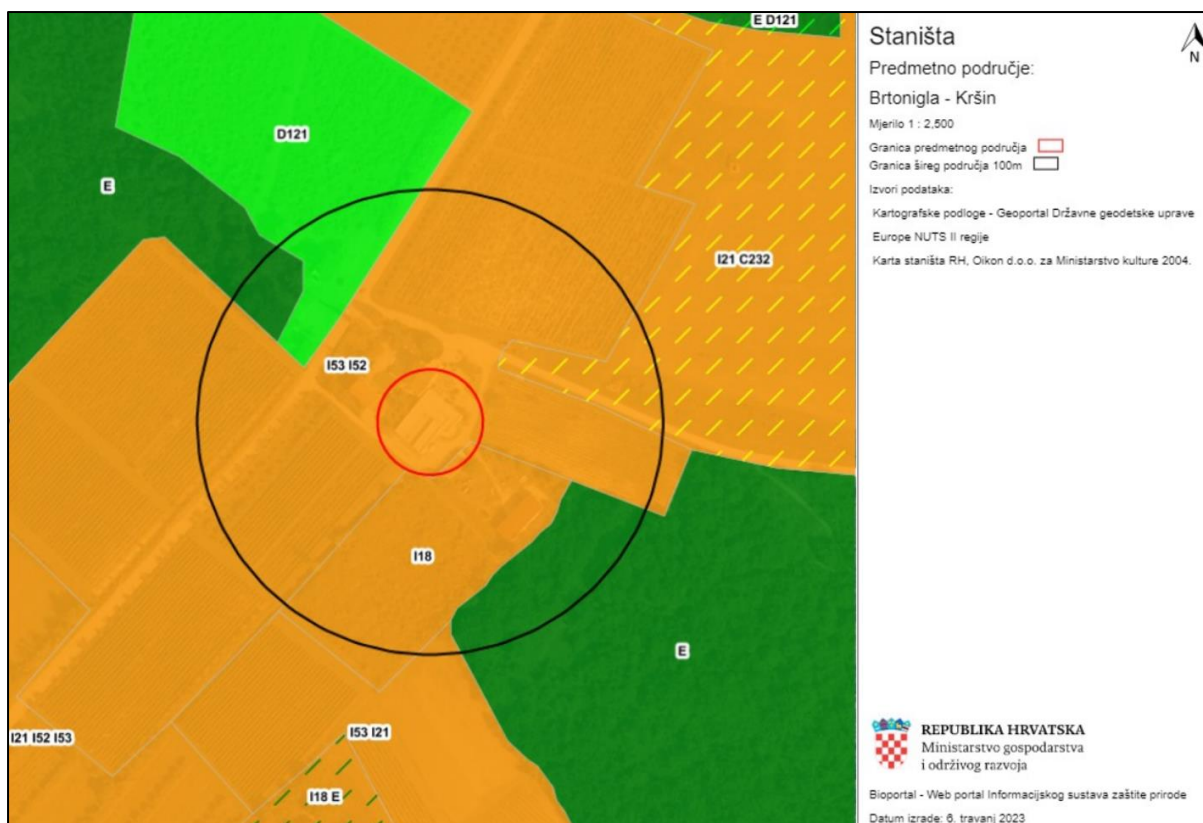 E D121
D121
E
I21 C232
I53 I52
I18
E
I21 I52 I53
I53 I21
I18 E
Staništa
N
Predmetno područje:
Brtonigla - Kršin
Mjerilo 1 : 2,500
Granica predmetnog područja
Granica šireg područja 100m
Izvori podataka:
Kartografske podloge - Geoportal Državne geodetske uprave
Europe NUTS II regije
Karta staništa RH, Oikon d.o.o. za Ministarstvo kulture 2004.
REPUBLIKA HRVATSKA
Ministarstvo gospodarstva
i održivog razvoja
Bioportal - Web portal Informacijskog sustava zaštite prirode
Datum izrade: 6. travanj 2023